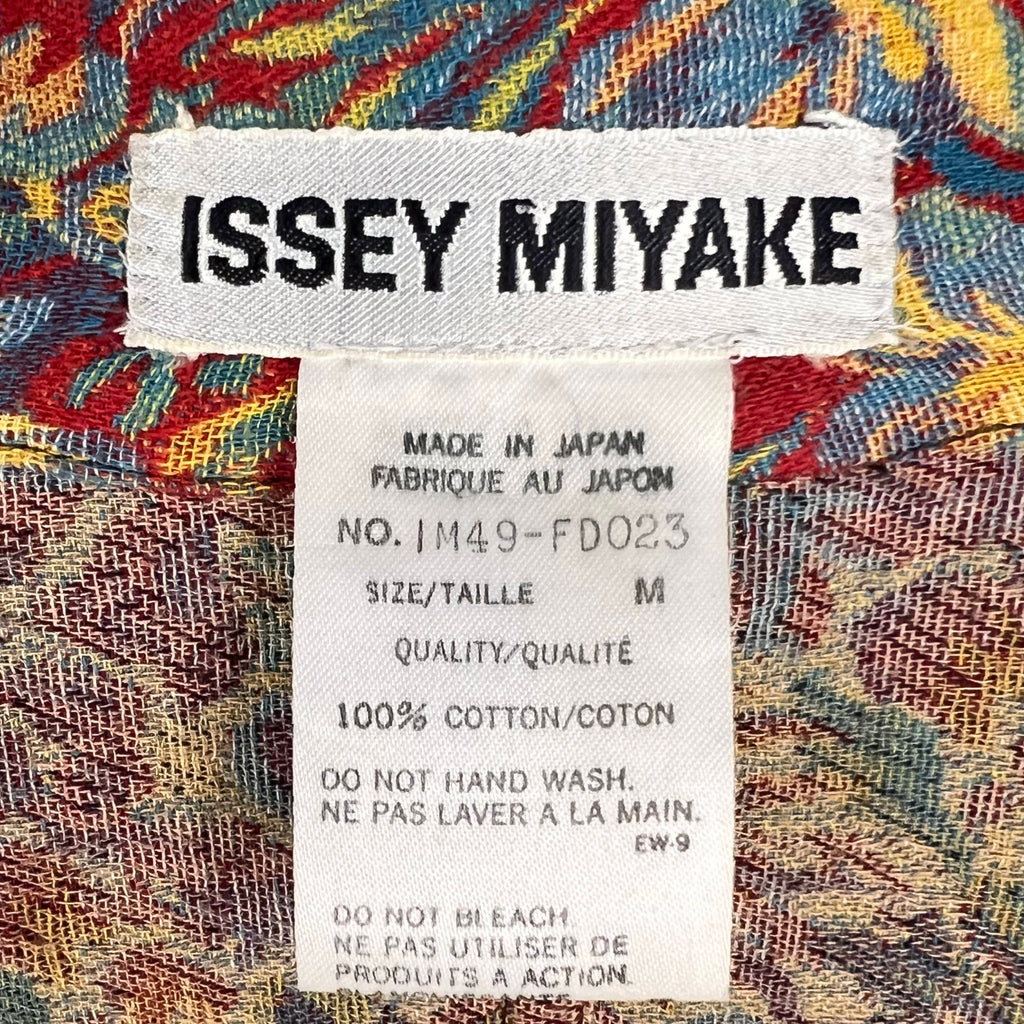 ISSEY MIYAKE
MADE IN JAPAN
FABRIQUE AU JAPON
NO. IM49-FD023
SIZE/TAILLE M
QUALITY/QUALITÉ
100% COTTON/COTON
DO NOT HAND WASH.
NE PAS LAVER A LA MAIN.
EW-9
DO NOT BLEACH
NE PAS UTILISER DE
PRODUITS A ACTION